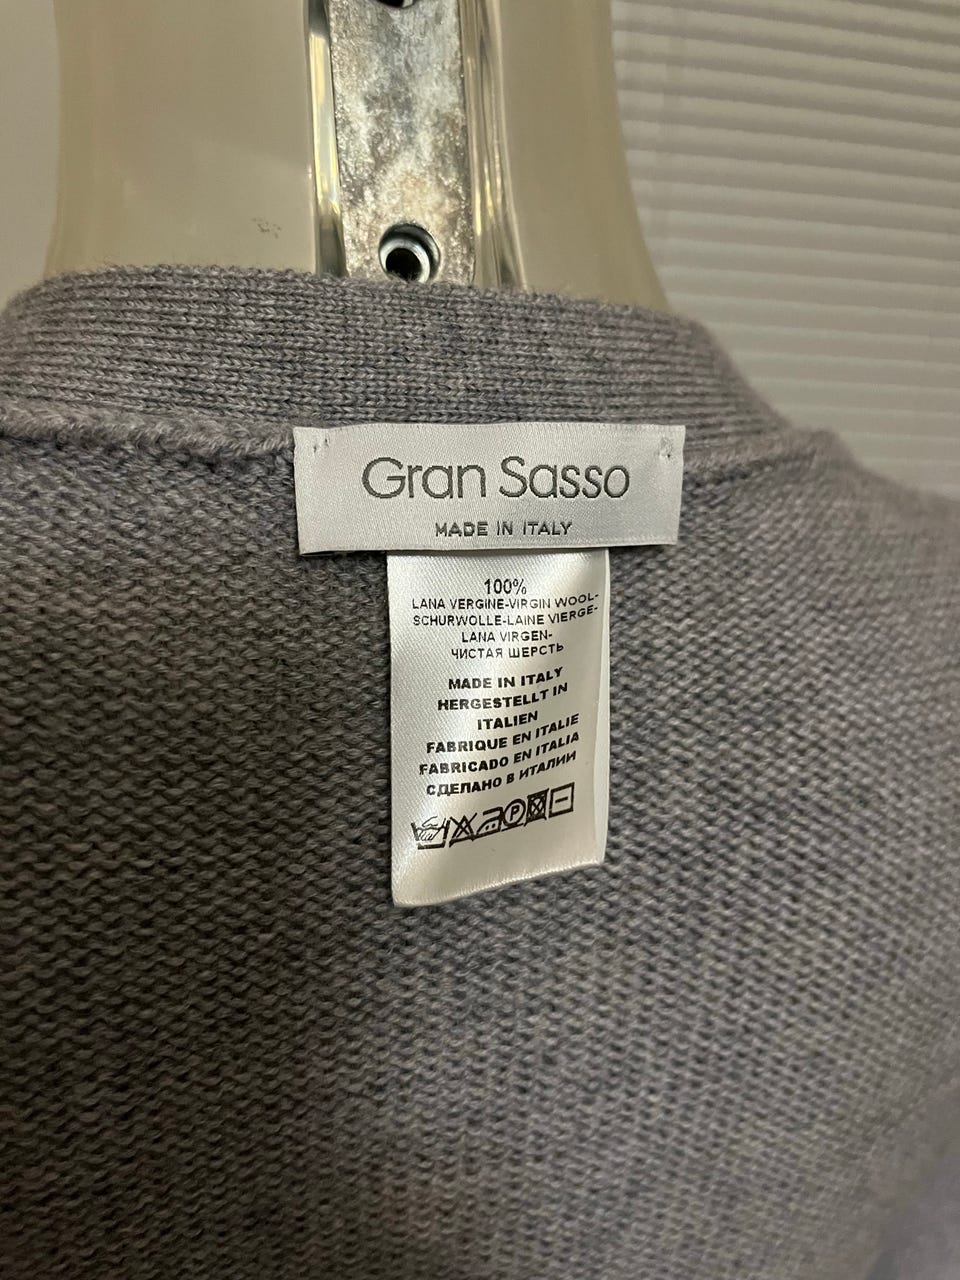 Gran Sasso
MADE IN ITALY
100%
LANA VERGINE-VIRGIN WOOL-
SCHURWOLLE-LAINE VIERGE-
LANA VIRGEN-
ЧИСТАЯ ШЕРСТЬ
MADE IN ITALY
HERGESTELLT IN
ITALIEN
FABRIQUE EN ITALIE
FABRICADO EN ITALIA
СДЕЛАНО В ИТАЛИИ
P